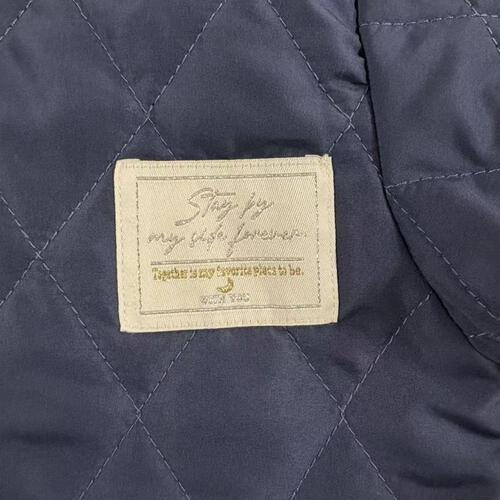 Stay by
my side forever.
Together is my favorite place to be.
WITH YOU